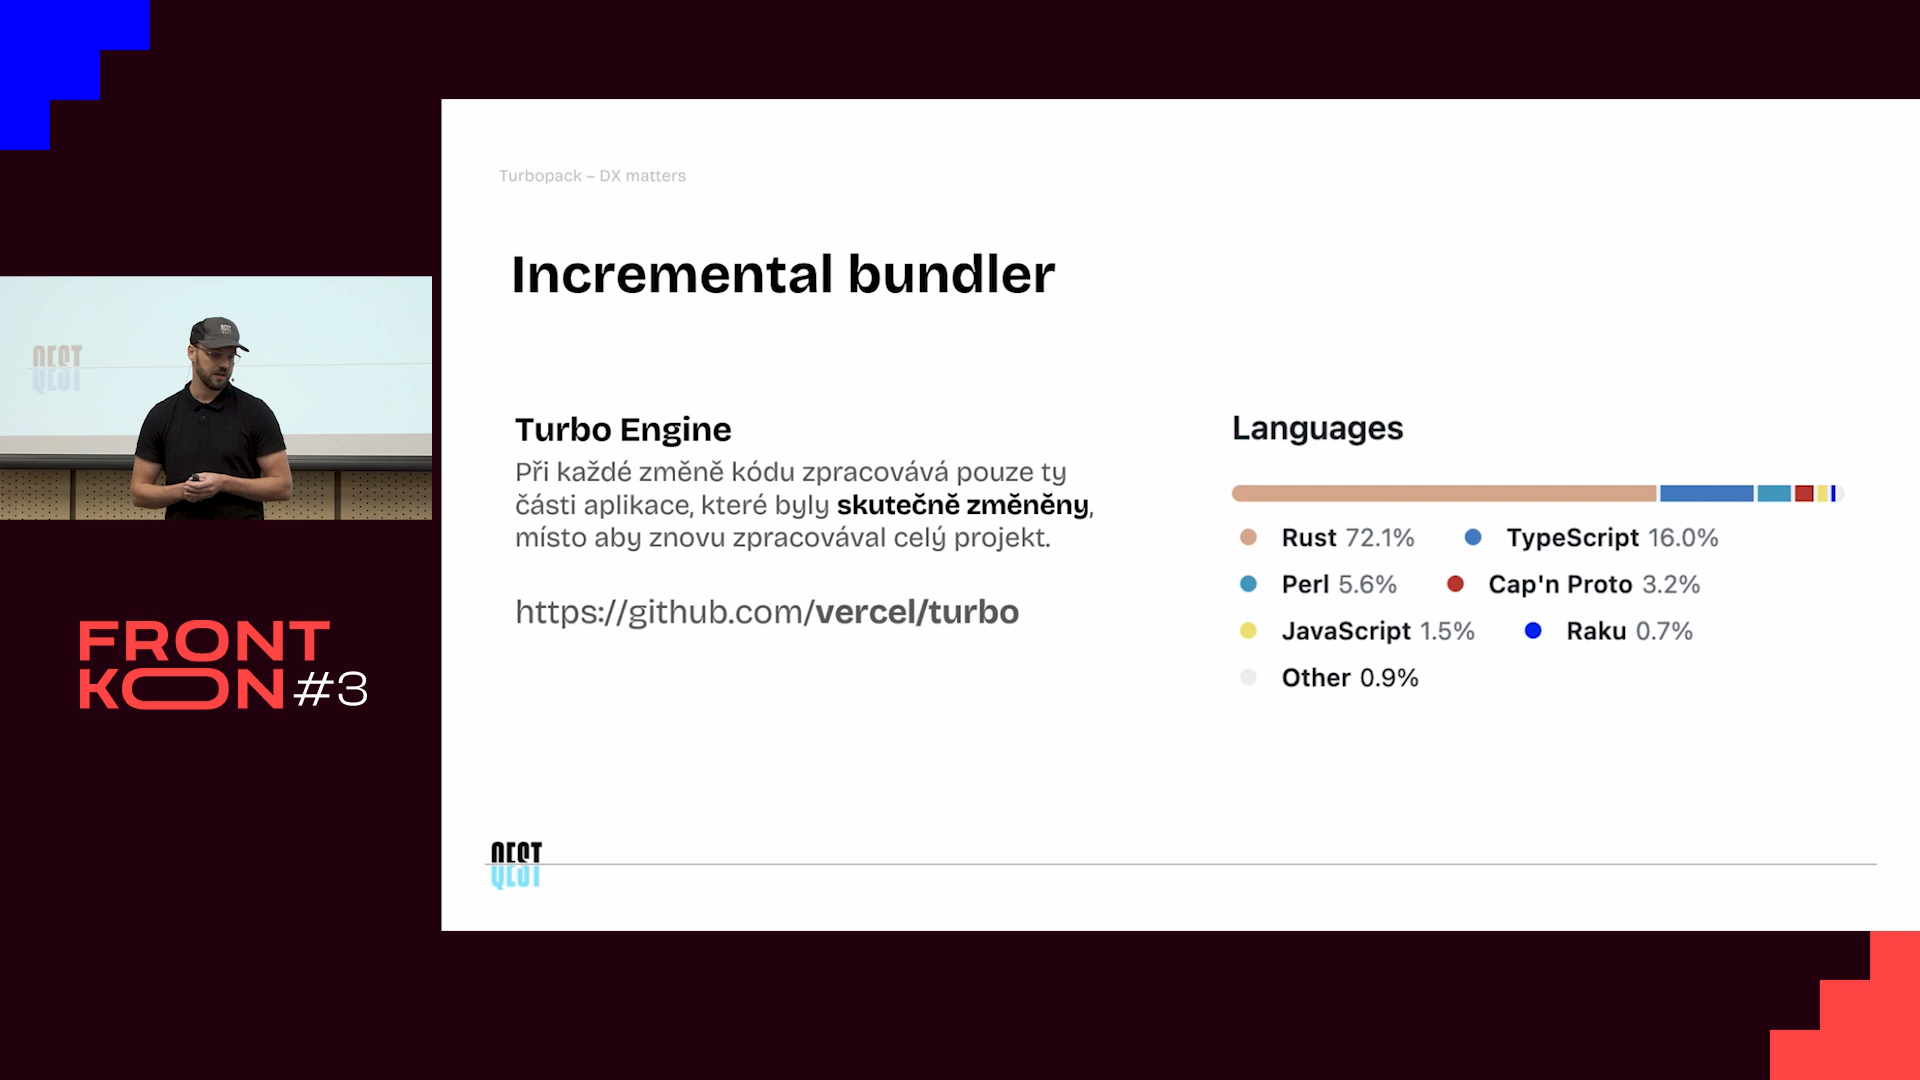 Turbopack – DX matters
Incremental bundler
Turbo Engine
Při každé změně kódu zpracovává pouze ty
části aplikace, které byly skutečně změněny,
místo aby znovu zpracovával celý projekt.
https://github.com/vercel/turbo
Languages
Rust 72.1% TypeScript 16.0%
Perl 5.6% Cap'n Proto 3.2%
JavaScript 1.5% Raku 0.7%
Other 0.9%
QEST
QEST
QEST
QEST
FRONT
KON #3